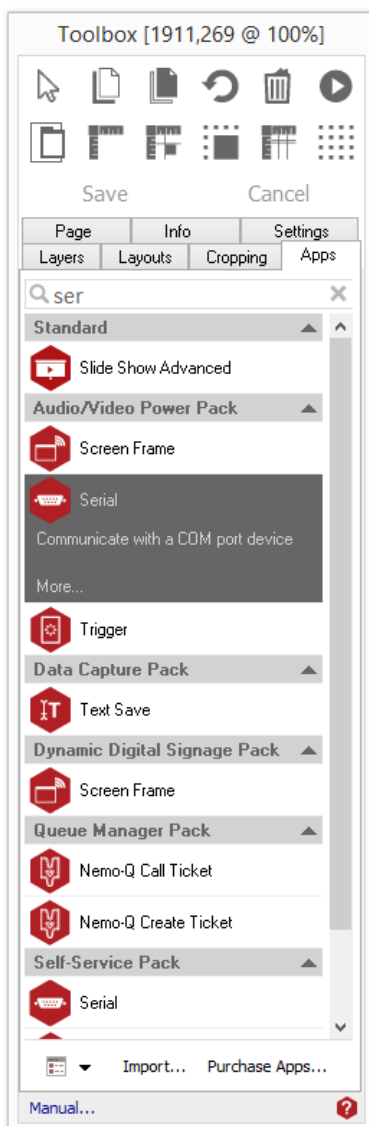 Toolbox [1911,269 @ 100%]
Save Cancel
Page Info Settings
Layers Layouts Cropping Apps
ser
Standard
Slide Show Advanced
Audio/Video Power Pack
Screen Frame
Serial
Communicate with a COM port device
More...
Trigger
Data Capture Pack
Text Save
Dynamic Digital Signage Pack
Screen Frame
Queue Manager Pack
Nemo-Q Call Ticket
Nemo-Q Create Ticket
Self-Service Pack
Serial
Import... Purchase Apps...
Manual...